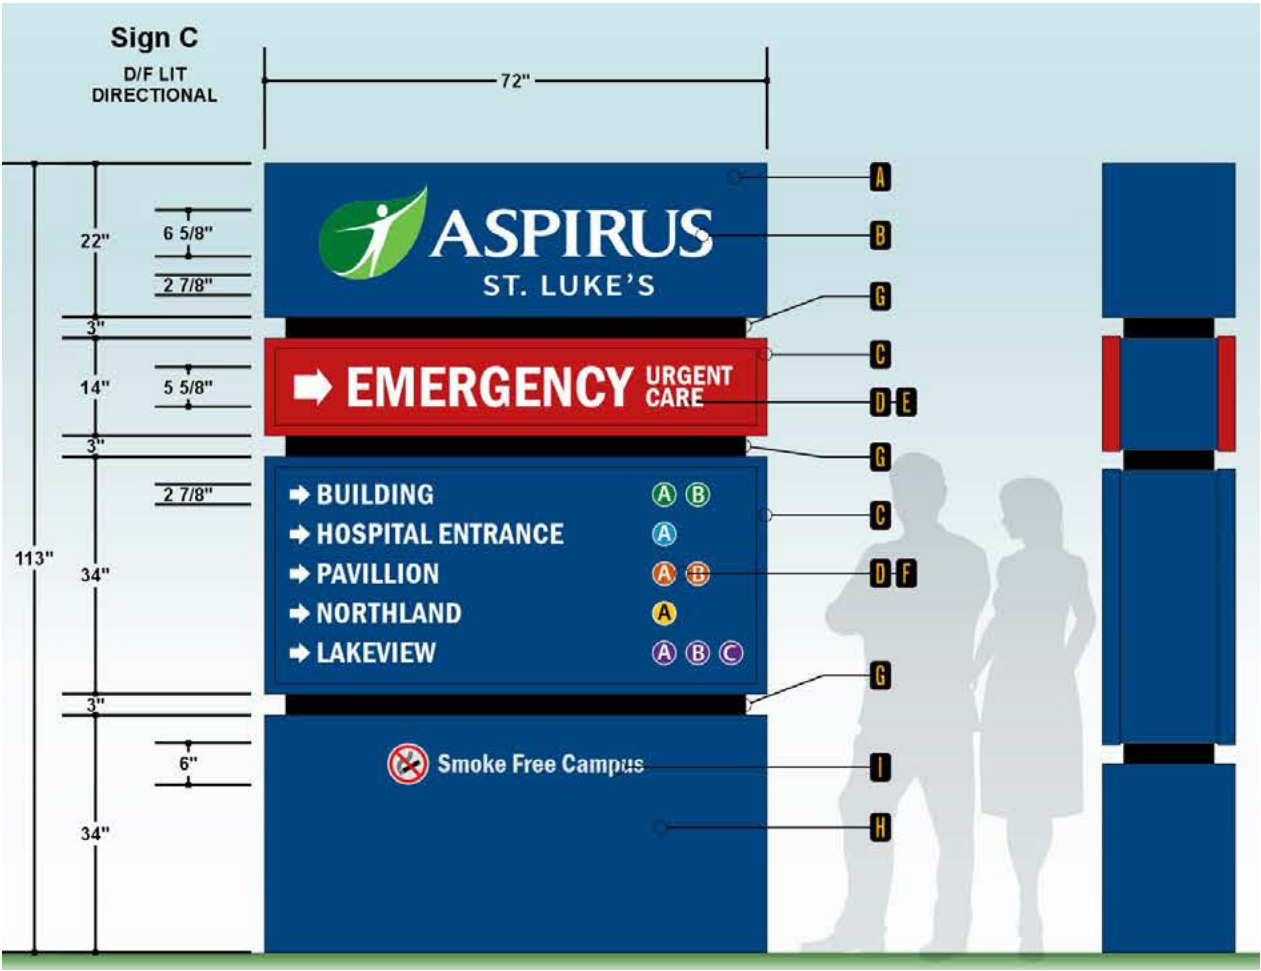 Sign C
D/F LIT
DIRECTIONAL
72"
113"
22"
6 5/8"
2 7/8"
3"
14"
5 5/8"
3"
34"
2 7/8"
3"
34"
6"
ASPIRUS
ST. LUKE'S
EMERGENCY URGENT CARE
BUILDING A B
HOSPITAL ENTRANCE A
PAVILLION A B
NORTHLAND A
LAKEVIEW A B C
Smoke Free Campus
A
B
G
C
D E
G
C
D F
G
I
H